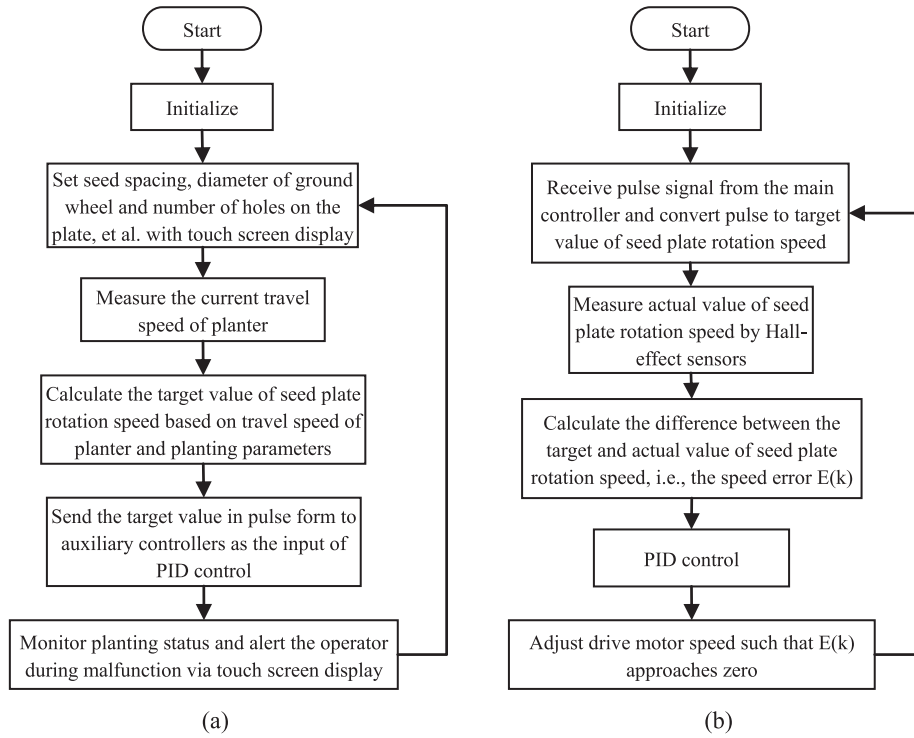 Start
Initialize
Set seed spacing, diameter of ground
wheel and number of holes on the
plate, et al. with touch screen display
Measure the current travel
speed of planter
Calculate the target value of seed plate
rotation speed based on travel speed of
planter and planting parameters
Send the target value in pulse form to
auxiliary controllers as the input of
PID control
Monitor planting status and alert the operator
during malfunction via touch screen display
(a)
Start
Initialize
Receive pulse signal from the main
controller and convert pulse to target
value of seed plate rotation speed
Measure actual value of seed
plate rotation speed by Hall-
effect sensors
Calculate the difference between the
target and actual value of seed plate
rotation speed, i.e., the speed error E(k)
PID control
Adjust drive motor speed such that E(k)
approaches zero
(b)